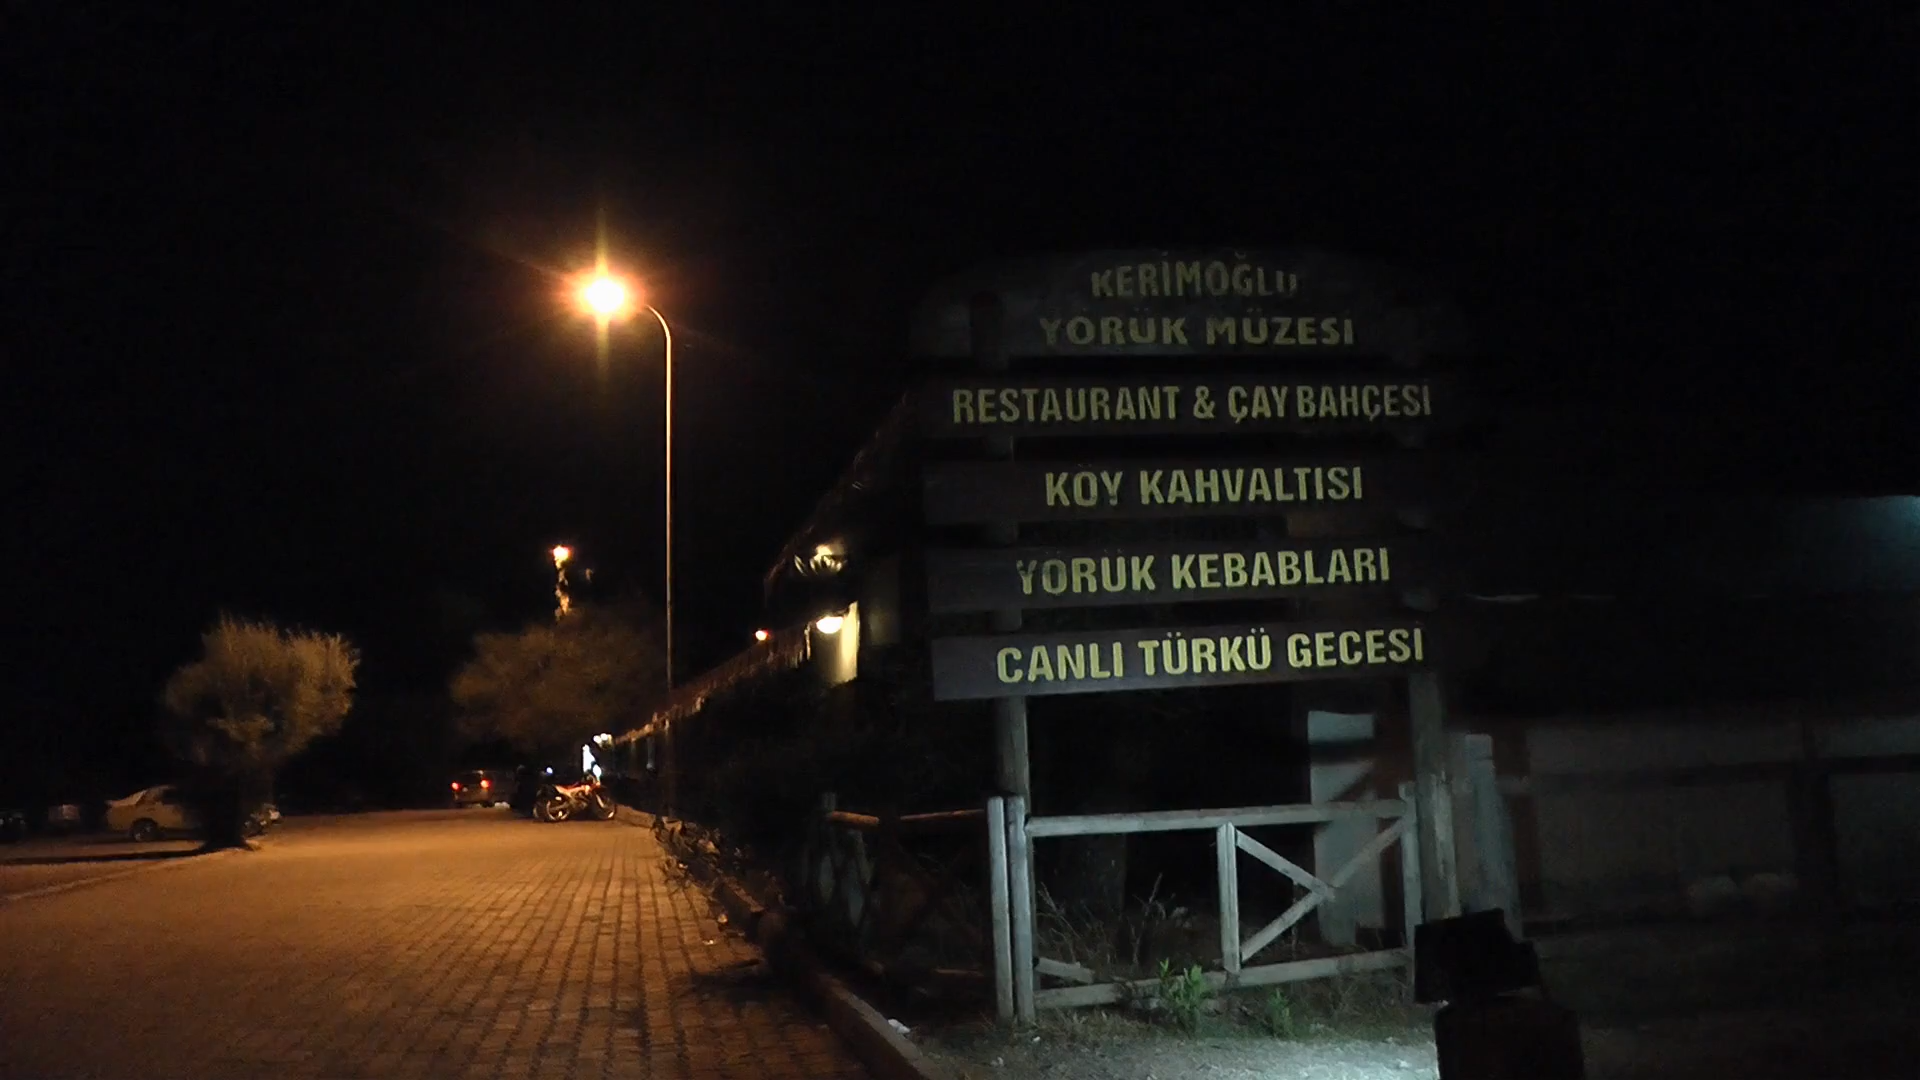 KERİMOĞLU
YÖRÜK MÜZESİ
RESTAURANT & ÇAY BAHÇESİ
KÖY KAHVALTISI
YÖRÜK KEBABLARI
CANLI TÜRKÜ GECESİ